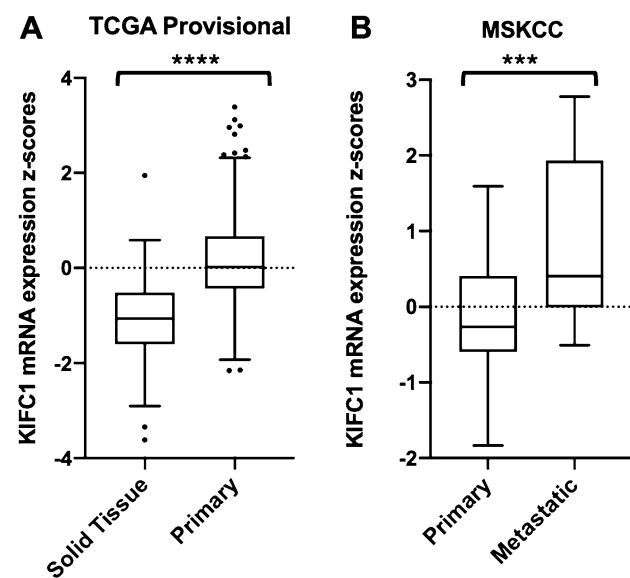 A
TCGA Provisional
****
KIFC1 mRNA expression z-scores
4
2
0
-2
-4
Solid Tissue
Primary
B
MSKCC
***
KIFC1 mRNA expression z-scores
3
2
1
0
-1
-2
Primary
Metastatic